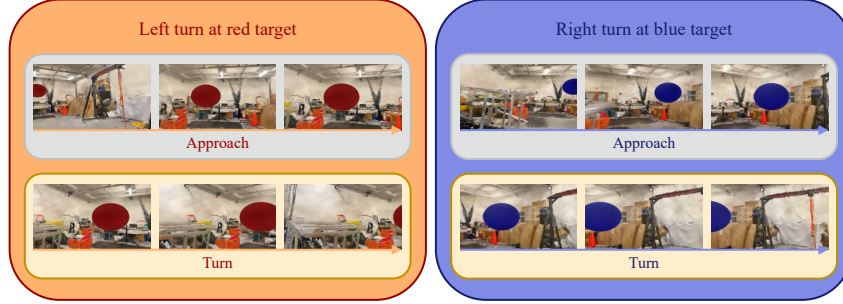 Left turn at red target
Approach
Turn
Right turn at blue target
Approach
Turn